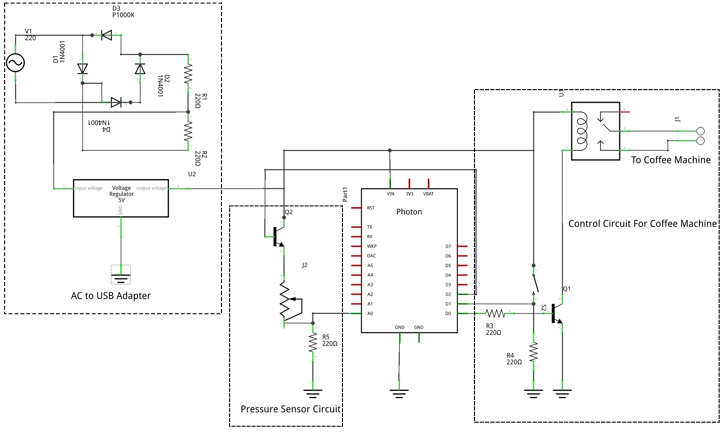 D3
P1000K
V1
220
D1
1N4001
D2
1N4001
1N4001
D4
R1
220Ω
R2
220Ω
U2
input voltage
Voltage
Regulator
5V
output voltage
GND
AC to USB Adapter
Q2
J2
R5
220Ω
Pressure Sensor Circuit
Part1
VIN
3V3
VBAT
Photon
RST
TX
RX
WKP
DAC
A5
A4
A3
A2
A1
A0
D7
D6
D5
D4
D3
D2
D1
D0
GND
GND
R3
220Ω
R4
220Ω
Q1
J1
To Coffee Machine
Control Circuit For Coffee Machine